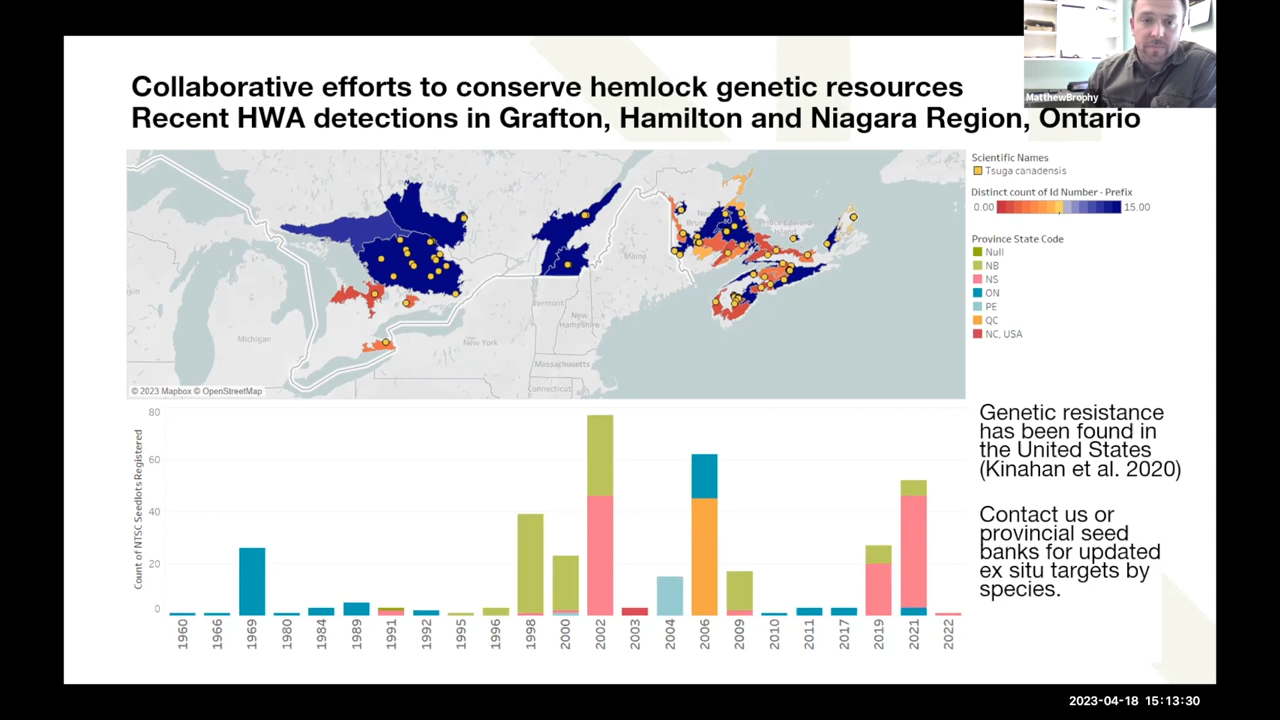 Collaborative efforts to conserve hemlock genetic resources
Recent HWA detections in Grafton, Hamilton and Niagara Region, Ontario
MatthewBrophy
Michigan
New York
Vermont
New
Hampshire
Massachusetts
Connecticut
Maine
Prince Edward
Island
© 2023 Mapbox © OpenStreetMap
Scientific Names
Tsuga canadensis
Distinct count of Id Number - Prefix
0.00 15.00
Province State Code
Null
NB
NS
ON
PE
QC
NC, USA
Count of NTSC Seedlots Registered
80
60
40
20
0
1960 1966 1969 1980 1984 1989 1991 1992 1995 1996 1998 2000 2002 2003 2004 2006 2009 2010 2011 2017 2019 2021 2022
Genetic resistance
has been found in
the United States
(Kinahan et al. 2020)
Contact us or
provincial seed
banks for updated
ex situ targets by
species.
2023-04-18 15:13:30